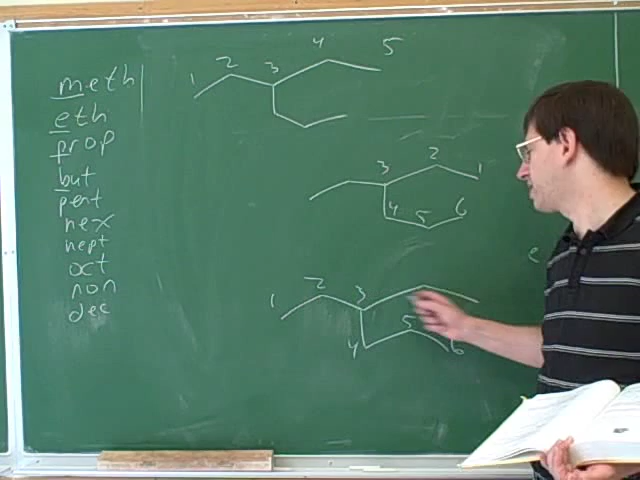 meth
eth
prop
but
pent
hex
hept
oct
non
dec
1 2 3 4 5
3 2 1
4 5 6
1 2 3
4 5 6
e